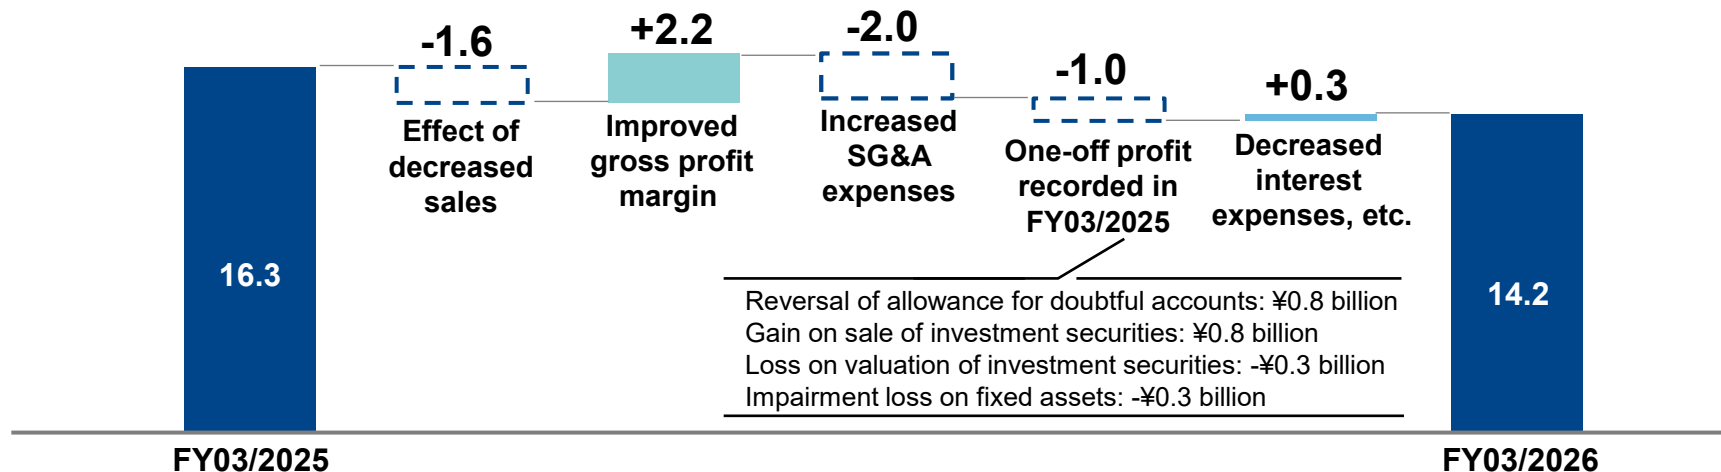 -1.6
+2.2
-2.0
-1.0
+0.3
Effect of
decreased
sales
Improved
gross profit
margin
Increased
SG&A
expenses
One-off profit
recorded in
FY03/2025
Decreased
interest
expenses, etc.
16.3
14.2
Reversal of allowance for doubtful accounts: ¥0.8 billion
Gain on sale of investment securities: ¥0.8 billion
Loss on valuation of investment securities: -¥0.3 billion
Impairment loss on fixed assets: -¥0.3 billion
FY03/2025
FY03/2026